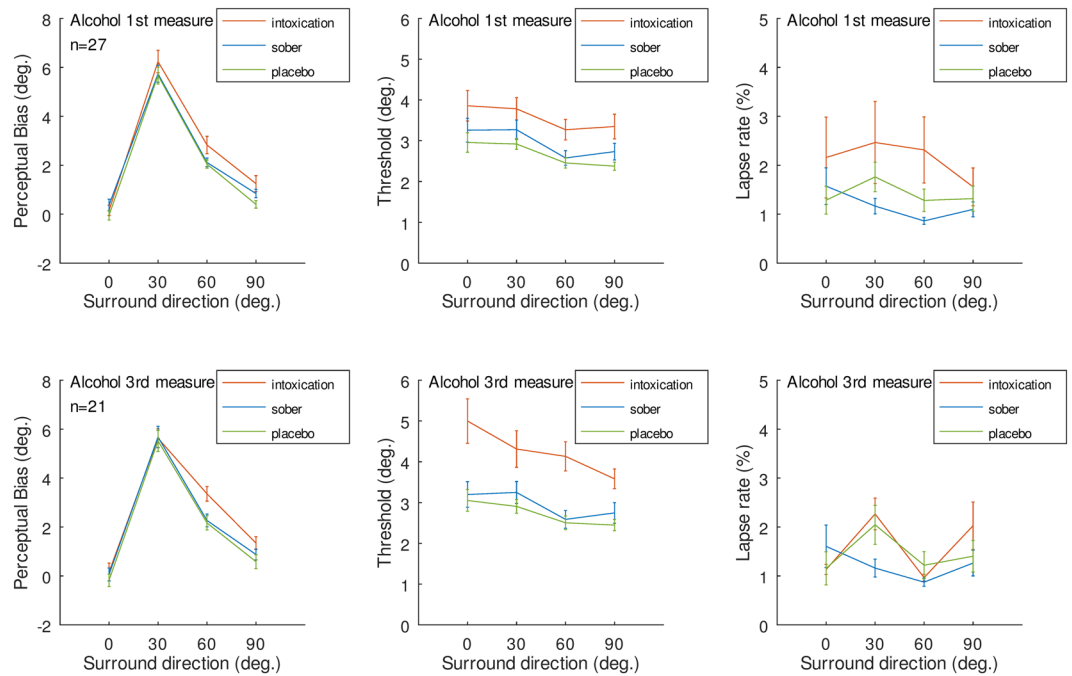 Alcohol 1st measure
n=27
intoxication
sober
placebo
Perceptual Bias (deg.)
8
6
4
2
0
-2
0 30 60 90
Surround direction (deg.)
Alcohol 1st measure
intoxication
sober
placebo
Threshold (deg.)
6
5
4
3
2
1
0
0 30 60 90
Surround direction (deg.)
Alcohol 1st measure
intoxication
sober
placebo
Lapse rate (%)
5
4
3
2
1
0
0 30 60 90
Surround direction (deg.)
Alcohol 3rd measure
n=21
intoxication
sober
placebo
Perceptual Bias (deg.)
8
6
4
2
0
-2
0 30 60 90
Surround direction (deg.)
Alcohol 3rd measure
intoxication
sober
placebo
Threshold (deg.)
6
5
4
3
2
1
0
0 30 60 90
Surround direction (deg.)
Alcohol 3rd measure
intoxication
sober
placebo
Lapse rate (%)
5
4
3
2
1
0
0 30 60 90
Surround direction (deg.)